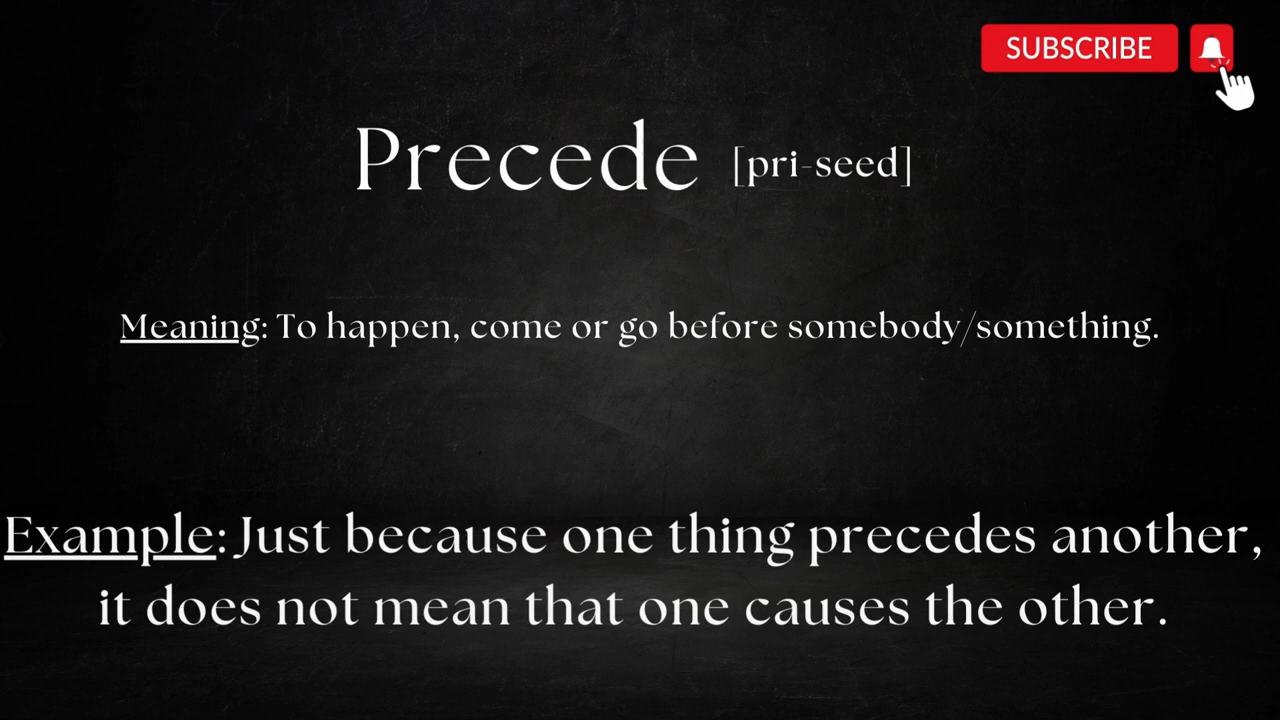 SUBSCRIBE
Precede [pri-seed]
Meaning: To happen, come or go before somebody/something.
Example: Just because one thing precedes another,
it does not mean that one causes the other.